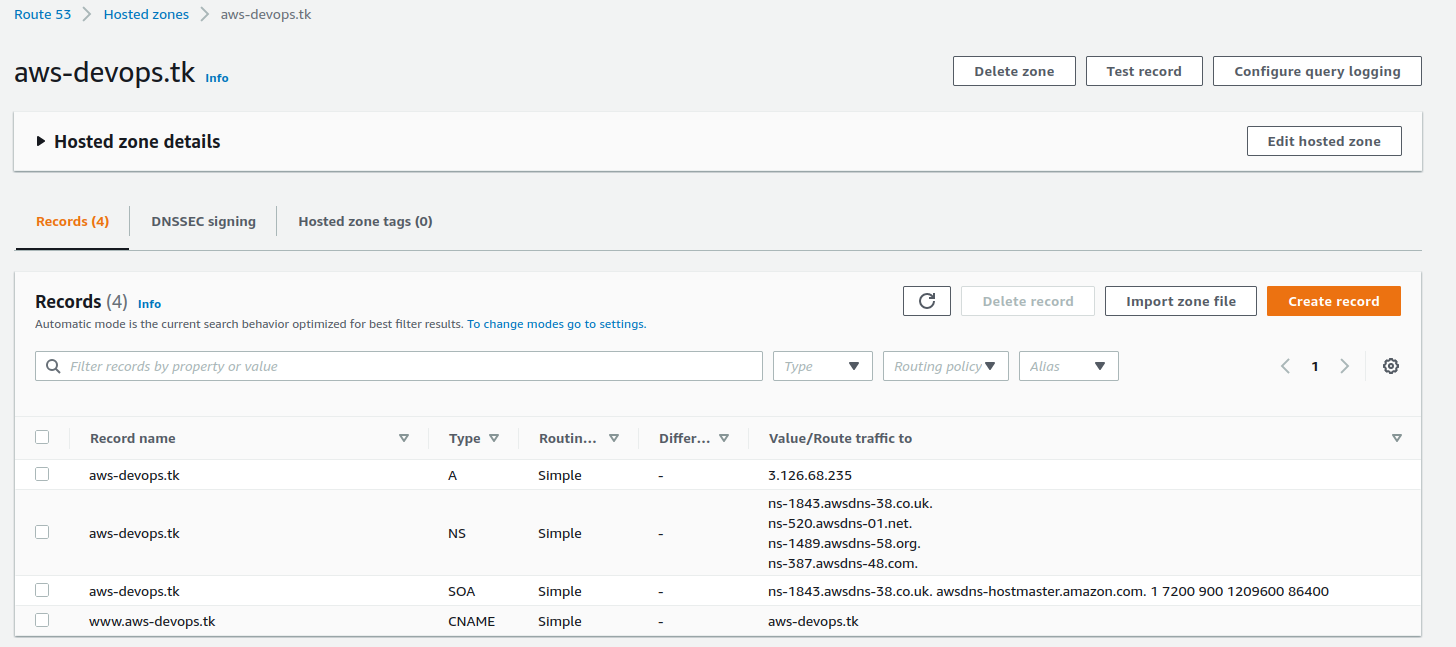 Route 53 Hosted zones aws-devops.tk
aws-devops.tk Info
Delete zone Test record Configure query logging
Hosted zone details
Edit hosted zone
Records (4) DNSSEC signing Hosted zone tags (0)
Records (4) Info
Delete record Import zone file Create record
Automatic mode is the current search behavior optimized for best filter results. To change modes go to settings.
Filter records by property or value Type Routing policy Alias 1
Record name Type Routin... Differ... Value/Route traffic to
aws-devops.tk A Simple - 3.126.68.235
aws-devops.tk NS Simple - ns-1843.awsdns-38.co.uk.
ns-520.awsdns-01.net.
ns-1489.awsdns-58.org.
ns-387.awsdns-48.com.
aws-devops.tk SOA Simple - ns-1843.awsdns-38.co.uk. awsdns-hostmaster.amazon.com. 1 7200 900 1209600 86400
www.aws-devops.tk CNAME Simple - aws-devops.tk